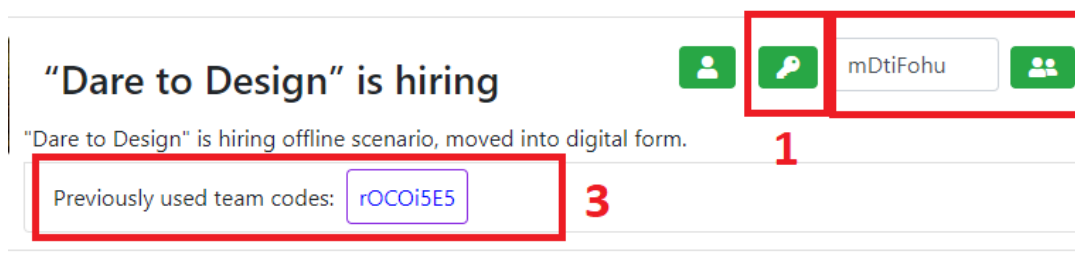 “Dare to Design” is hiring
mDtiFohu
"Dare to Design" is hiring offline scenario, moved into digital form.
1
Previously used team codes: rOCOi5E5
3